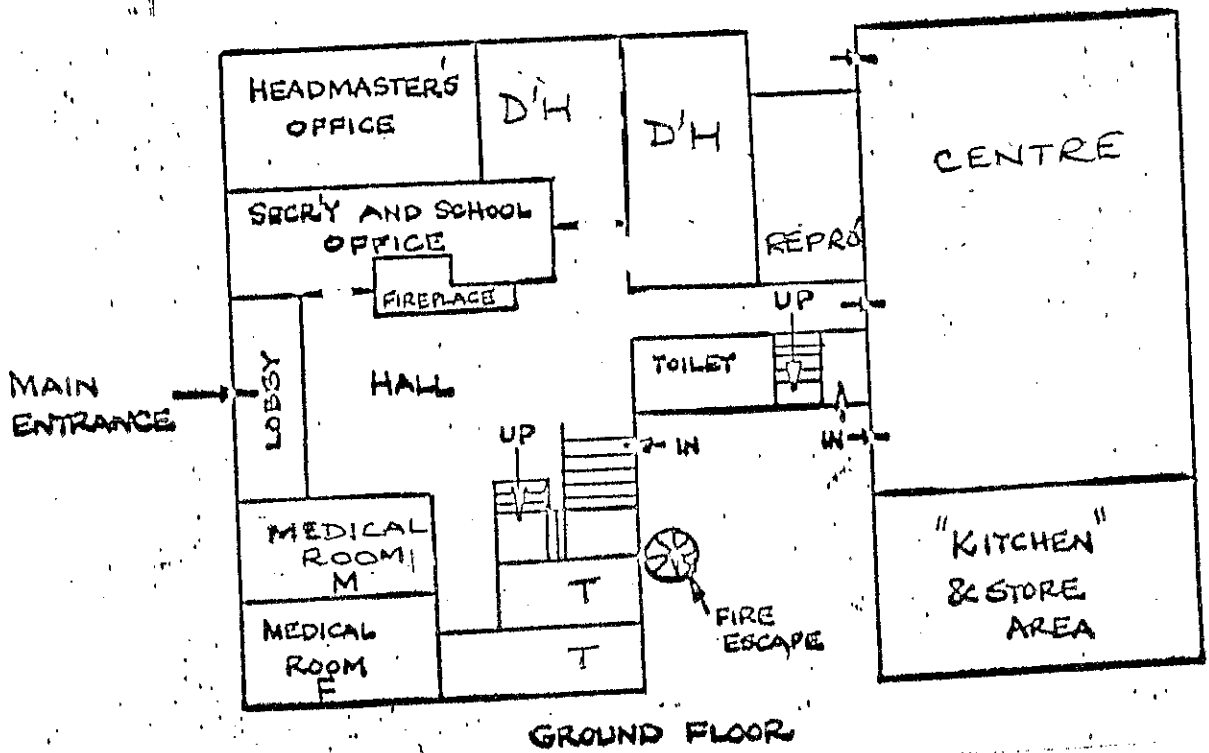 HEADMASTER'S
OFFICE
D'H
D'H
CENTRE
SECR'Y AND SCHOOL
OFFICE
REPRO
FIREPLACE
UP
TOILET
MAIN
ENTRANCE
LOBBY
HALL
UP
IN
IN
MEDICAL
ROOM
M
"KITCHEN"
& STORE
AREA
T
FIRE
ESCAPE
MEDICAL
ROOM
F
T
GROUND FLOOR